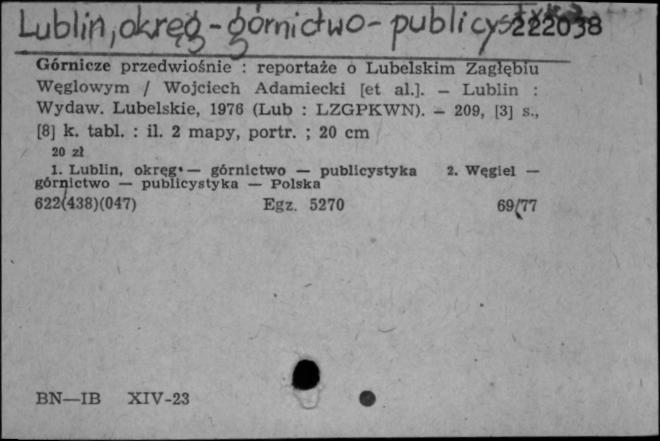 Lublin, okręg - górnictwo - publicystyka
222038
Górnicze przedwiośnie : reportaże o Lubelskim Zagłębiu
Węglowym / Wojciech Adamiecki [et al.]. — Lublin :
Wydaw. Lubelskie, 1976 (Lub : LZGPKWN). — 209, [3] s.,
[8] k. tabl. : il. 2 mapy, portr. ; 20 cm
20 zł
1. Lublin, okręg — górnictwo — publicystyka 2. Węgiel —
górnictwo — publicystyka — Polska
622(438)(047) Egz. 5270 69/77
BN—IB XIV-23